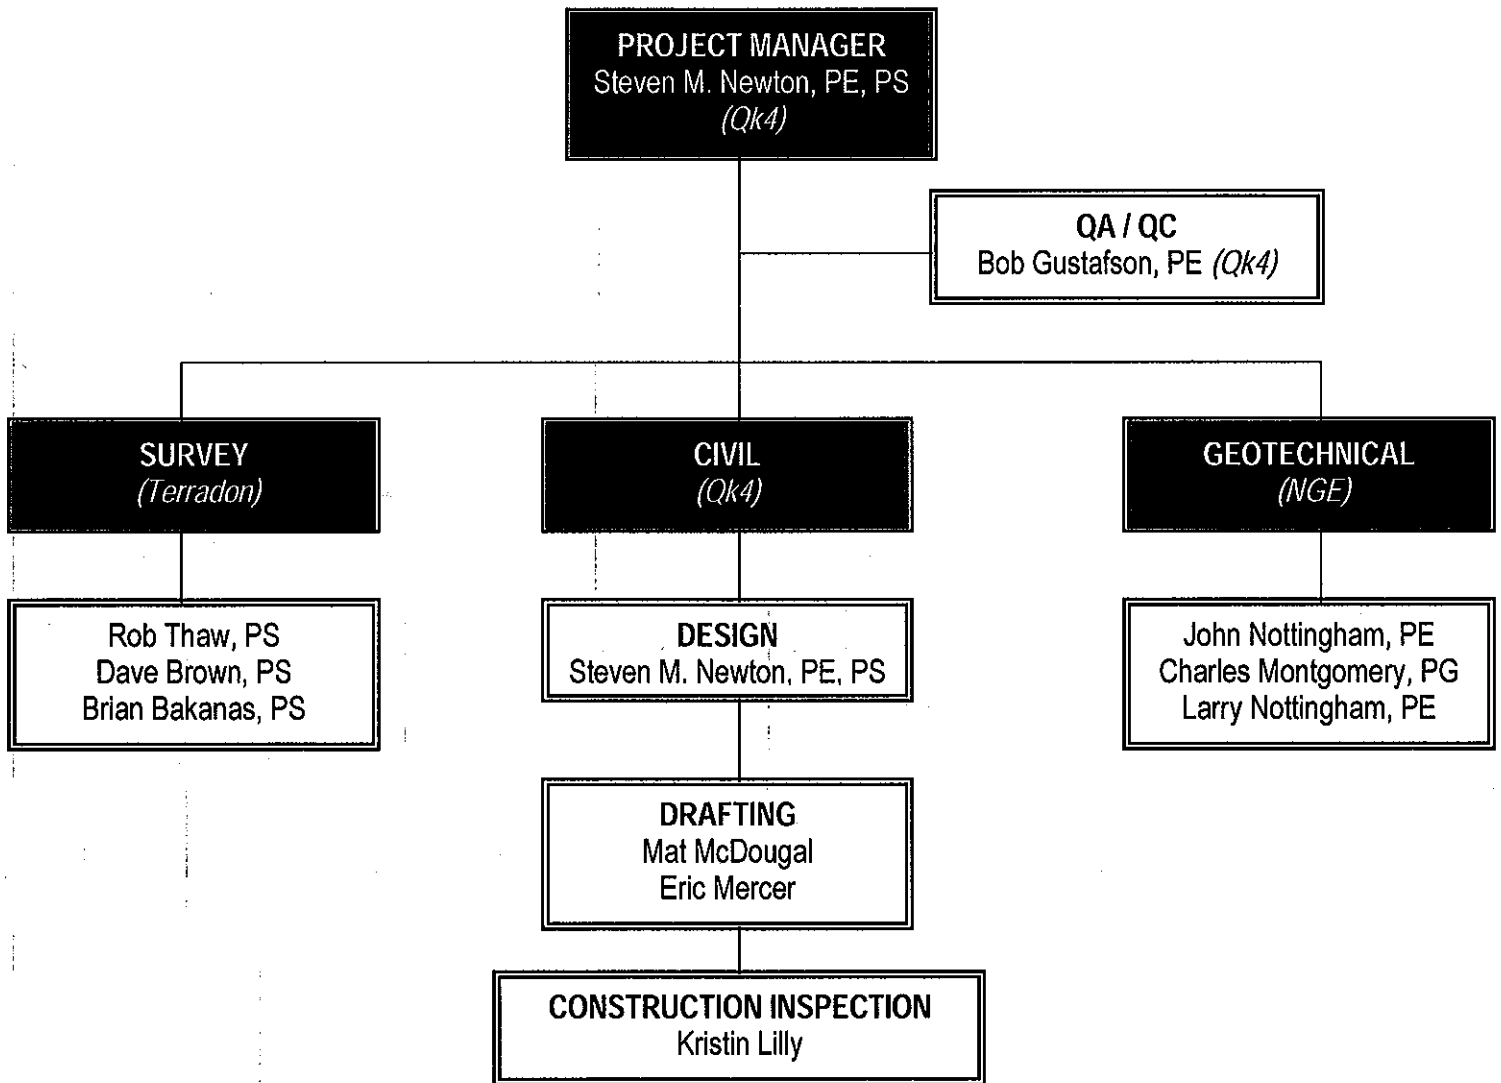 PROJECT MANAGER
Steven M. Newton, PE, PS
(Qk4)
QA / QC
Bob Gustafson, PE (Qk4)
SURVEY
(Terradon)
CIVIL
(Qk4)
GEOTECHNICAL
(NGE)
Rob Thaw, PS
Dave Brown, PS
Brian Bakanas, PS
DESIGN
Steven M. Newton, PE, PS
John Nottingham, PE
Charles Montgomery, PG
Larry Nottingham, PE
DRAFTING
Mat McDougal
Eric Mercer
CONSTRUCTION INSPECTION
Kristin Lilly